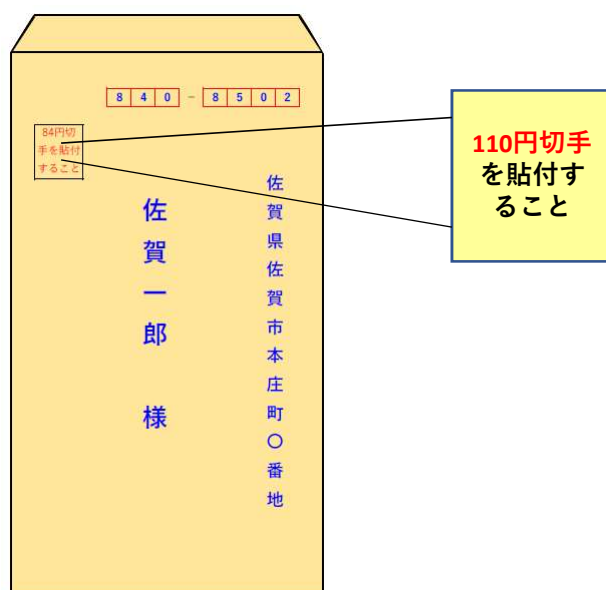 840-8502
84円切
手を貼付
すること
佐賀県佐賀市本庄町〇番地
佐賀一郎 様
110円切手
を貼付す
ること